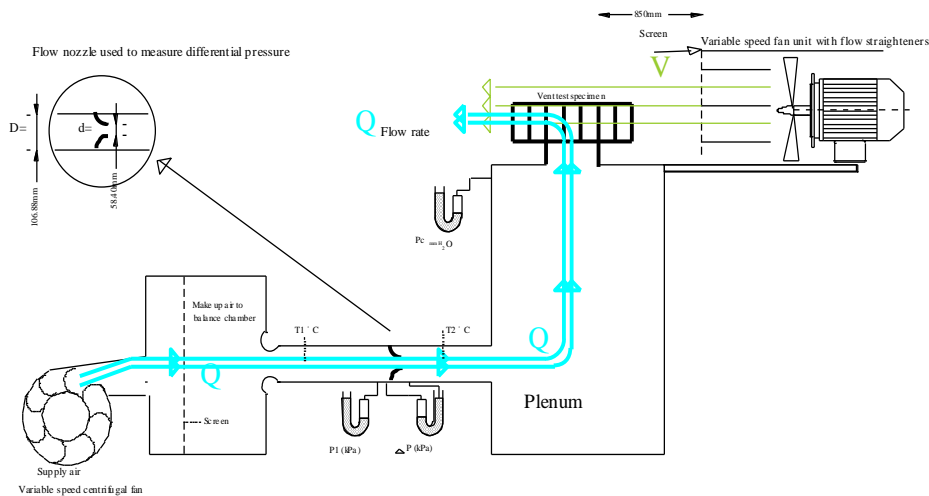 850mm
Screen
Variable speed fan unit with flow straighteners
V
Flow nozzle used to measure differential pressure
Vent test specimen
D=
d=
Q Flow rate
106.88mm
58.40mm
Pc mmH2O
Make up air to
balance chamber
T1 ° C
T2 ° C
Q
Q
Plenum
Screen
P1 (kPa)
△ P (kPa)
Supply air
Variable speed centrifugal fan